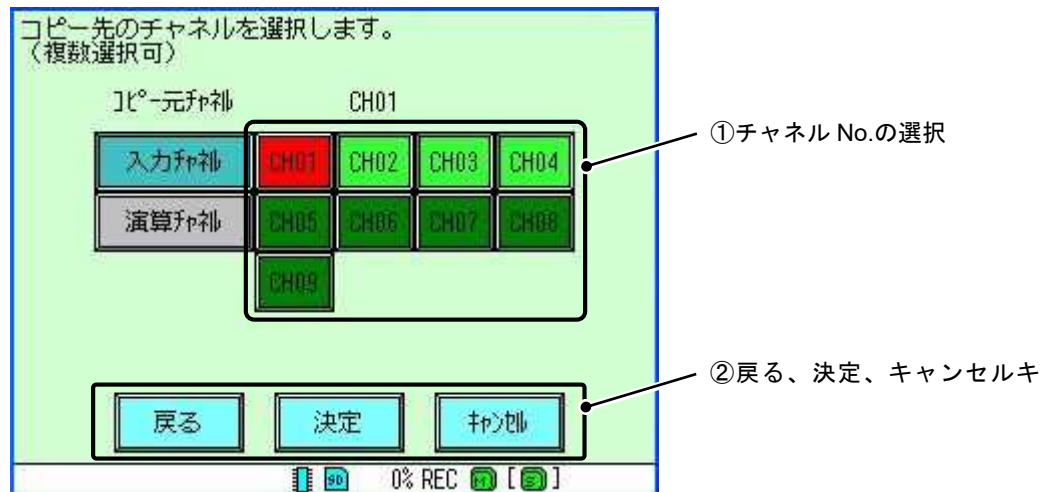 コピー先のチャネルを選択します。
（複数選択可）
ｺﾋﾟｰ元ﾁｬﾈﾙ CH01
①チャネル No.の選択
入力ﾁｬﾈﾙ CH01 CH02 CH03 CH04
演算ﾁｬﾈﾙ CH05 CH06 CH07 CH08
CH09
②戻る、決定、キャンセルキ
戻る 決定 ｷｬﾝｾﾙ
SD 0% REC M [ S ]